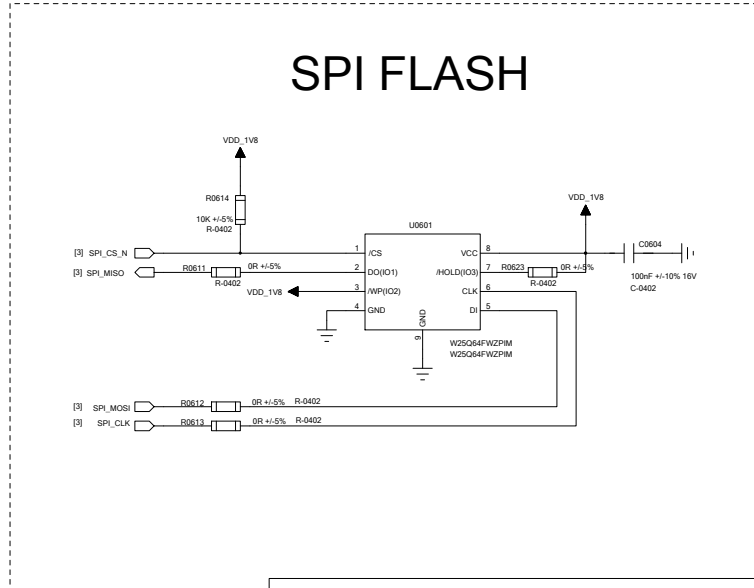 SPI FLASH
VDD_1V8
R0614
10K +/-5%
R-0402
VDD_1V8
U0601
C0604
[3] SPI_CS_N
1 /CS
VCC 8
100nF +/-10% 16V
C-0402
[3] SPI_MISO
R0611
0R +/-5%
R-0402
2 DO(IO1)
/HOLD(IO3) 7
R0623
0R +/-5%
R-0402
VDD_1V8
3 /WP(IO2)
CLK 6
4 GND
DI 5
GND
9
W25Q64FWZPIM
W25Q64FWZPIM
[3] SPI_MOSI
R0612
0R +/-5% R-0402
[3] SPI_CLK
R0613
0R +/-5% R-0402